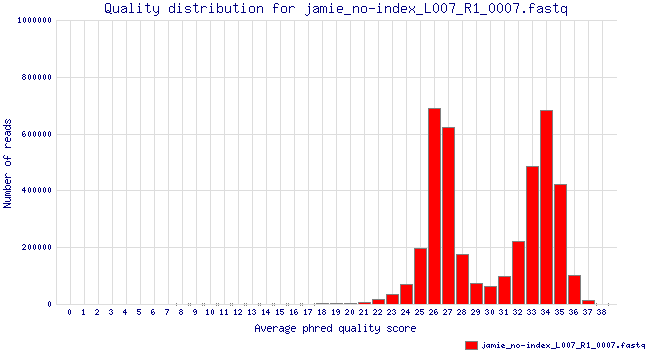 Quality distribution for jamie_no-index_L007_R1_0007.fastq
1000000
800000
600000
400000
200000
0
Number of reads
0 1 2 3 4 5 6 7 8 9 10 11 12 13 14 15 16 17 18 19 20 21 22 23 24 25 26 27 28 29 30 31 32 33 34 35 36 37 38
Average phred quality score
jamie_no-index_L007_R1_0007.fastq